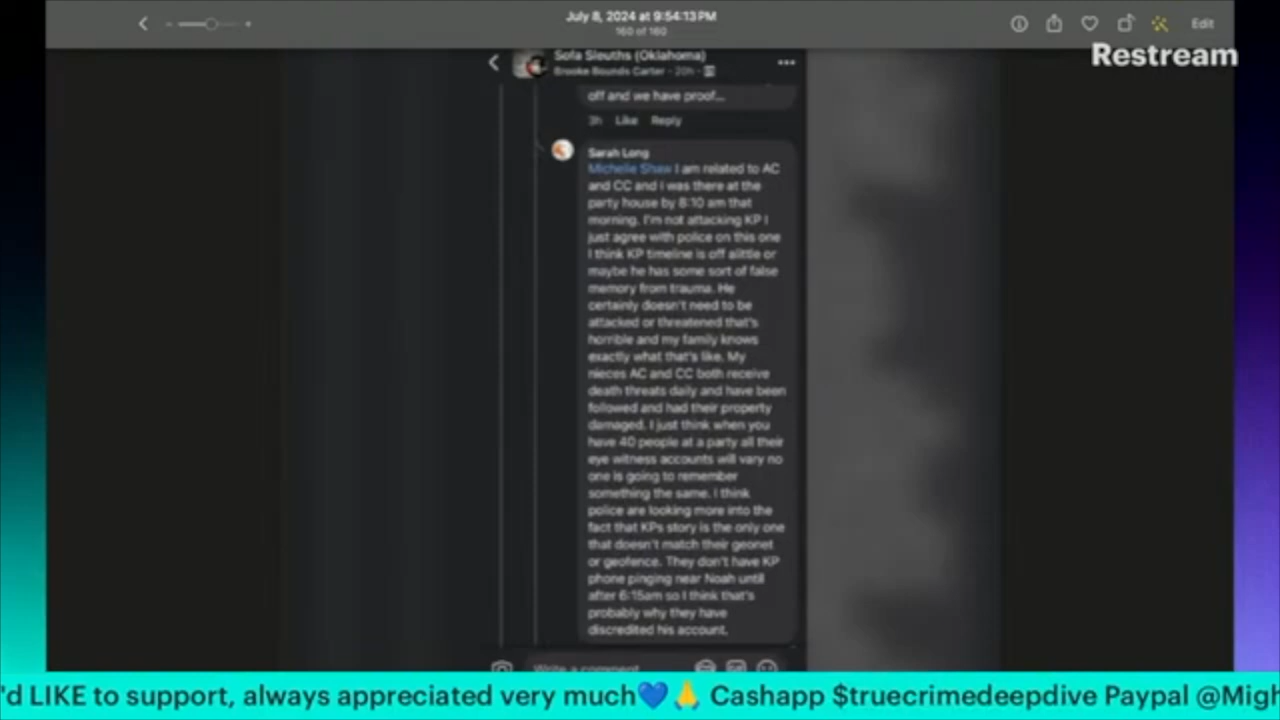 July 8, 2024 at 9:54:13 PM
160 of 160
Edit
Restream
Sofa Sleuths (Oklahoma)
Brooke Bounds Carter · 20h ·
off and we have proof...
3h Like Reply
Sarah Long
Michelle Shaw I am related to AC
and CC and I was there at the
party house by 8:10 am that
morning. I'm not attacking KP I
just agree with police on this one
I think KP timeline is off alittle or
maybe he has some sort of false
memory from trauma. He
certainly doesn't need to be
attacked or threatened that's
horrible and my family knows
exactly what that's like. My
nieces AC and CC both receive
death threats daily and have been
followed and had their property
damaged. I just think when you
have 40 people at a party all their
eye witness accounts will vary no
one is going to remember
something the same. I think
police are looking more into the
fact that KPs story is the only one
that doesn't match their geonet
or geofence. They don't have KP
phone pinging near Noah until
after 6:15am so I think that's
probably why they have
discredited his account.
Write a comment
'd LIKE to support, always appreciated very much💙🙏 Cashapp $truecrimedeepdive Paypal @Migh